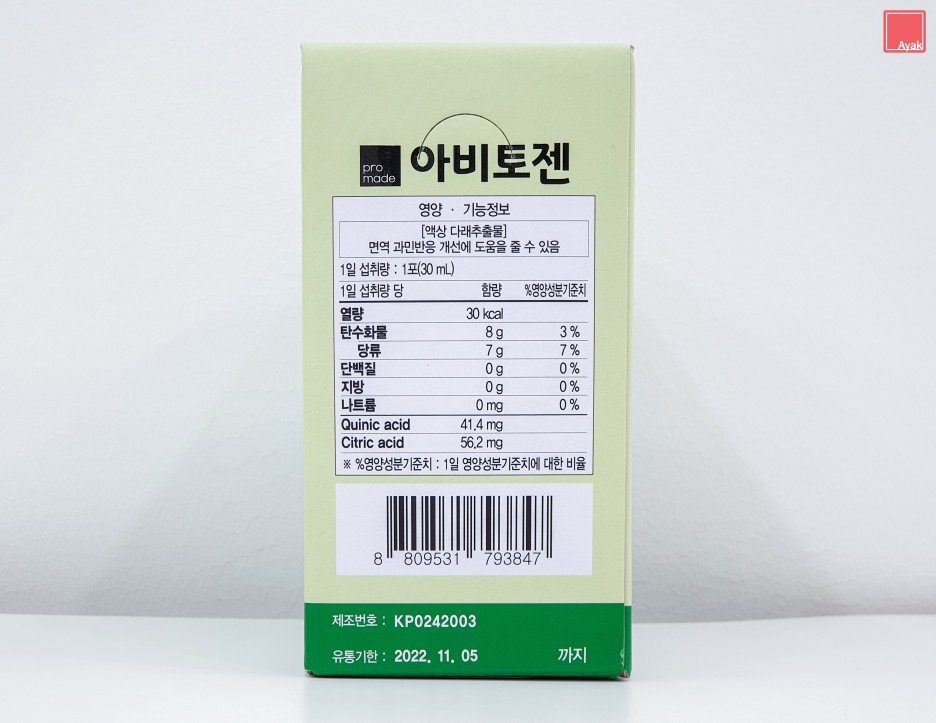 Ayak
pro
made
아비토젠
영양 · 기능정보
[액상 다래추출물]
면역 과민반응 개선에 도움을 줄 수 있음
1일 섭취량 : 1포(30 mL)
1일 섭취량 당 함량 %영양성분기준치
열량 30 kcal
탄수화물 8 g 3 %
당류 7 g 7 %
단백질 0 g 0 %
지방 0 g 0 %
나트륨 0 mg 0 %
Quinic acid 41.4 mg
Citric acid 56.2 mg
※ %영양성분기준치 : 1일 영양성분기준치에 대한 비율
8 809531 793847
제조번호 : KP0242003
유통기한 : 2022. 11. 05 까지